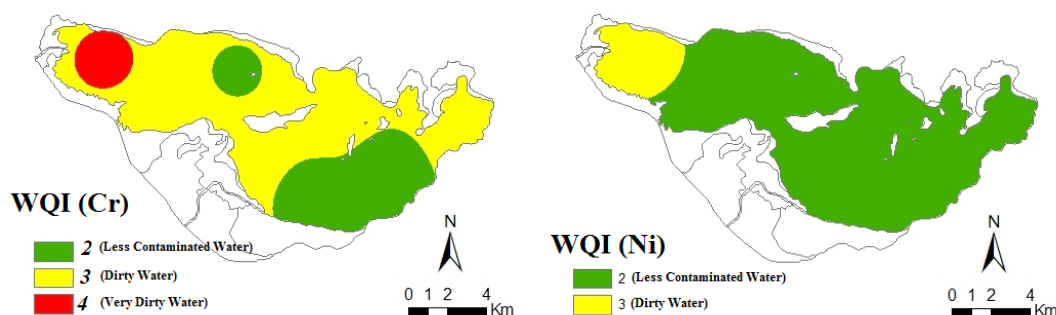 WQI (Cr)
2 (Less Contaminated Water)
3 (Dirty Water)
4 (Very Dirty Water)
N
0 1 2 4
Km
WQI (Ni)
2 (Less Contaminated Water)
3 (Dirty Water)
N
0 1 2 4
Km